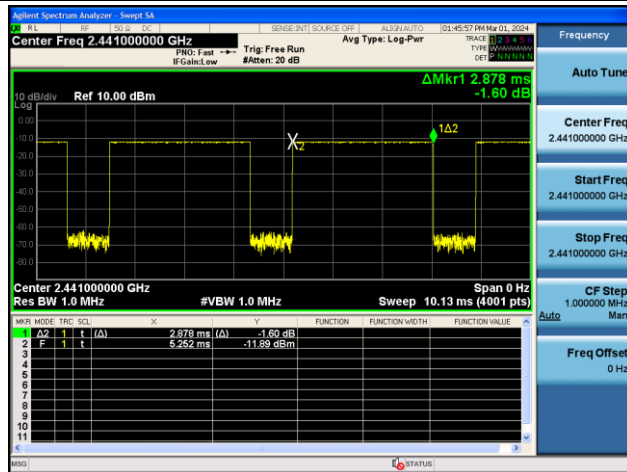 Agilent Spectrum Analyzer - Swept SA
RL RF 50 Ω DC SENSE:INT SOURCE OFF ALIGN AUTO 01:45:57 PM Mar 01, 2024
Center Freq 2.441000000 GHz
PNO: Fast
IFGain:Low
Trig: Free Run
#Atten: 20 dB
Avg Type: Log-Pwr
TRACE 1 2 3 4 5 6
TYPE
DET P N N N N N
ΔMkr1 2.878 ms
-1.60 dB
10 dB/div Ref 10.00 dBm
Log
0.00
-10.0
-20.0
-30.0
-40.0
-50.0
-60.0
-70.0
-80.0
X2
1Δ2
Center 2.441000000 GHz Span 0 Hz
Res BW 1.0 MHz #VBW 1.0 MHz Sweep 10.13 ms (4001 pts)
MKR MODE TRC SCL X Y FUNCTION FUNCTION WIDTH FUNCTION VALUE
1 Δ2 1 t (Δ) 2.878 ms (Δ) -1.60 dB
2 F 1 t 5.252 ms -11.89 dBm
3
4
5
6
7
8
9
10
11
MSG STATUS
Frequency
Auto Tune
Center Freq
2.441000000 GHz
Start Freq
2.441000000 GHz
Stop Freq
2.441000000 GHz
CF Step
1.000000 MHz
Auto Man
Freq Offset
0 Hz